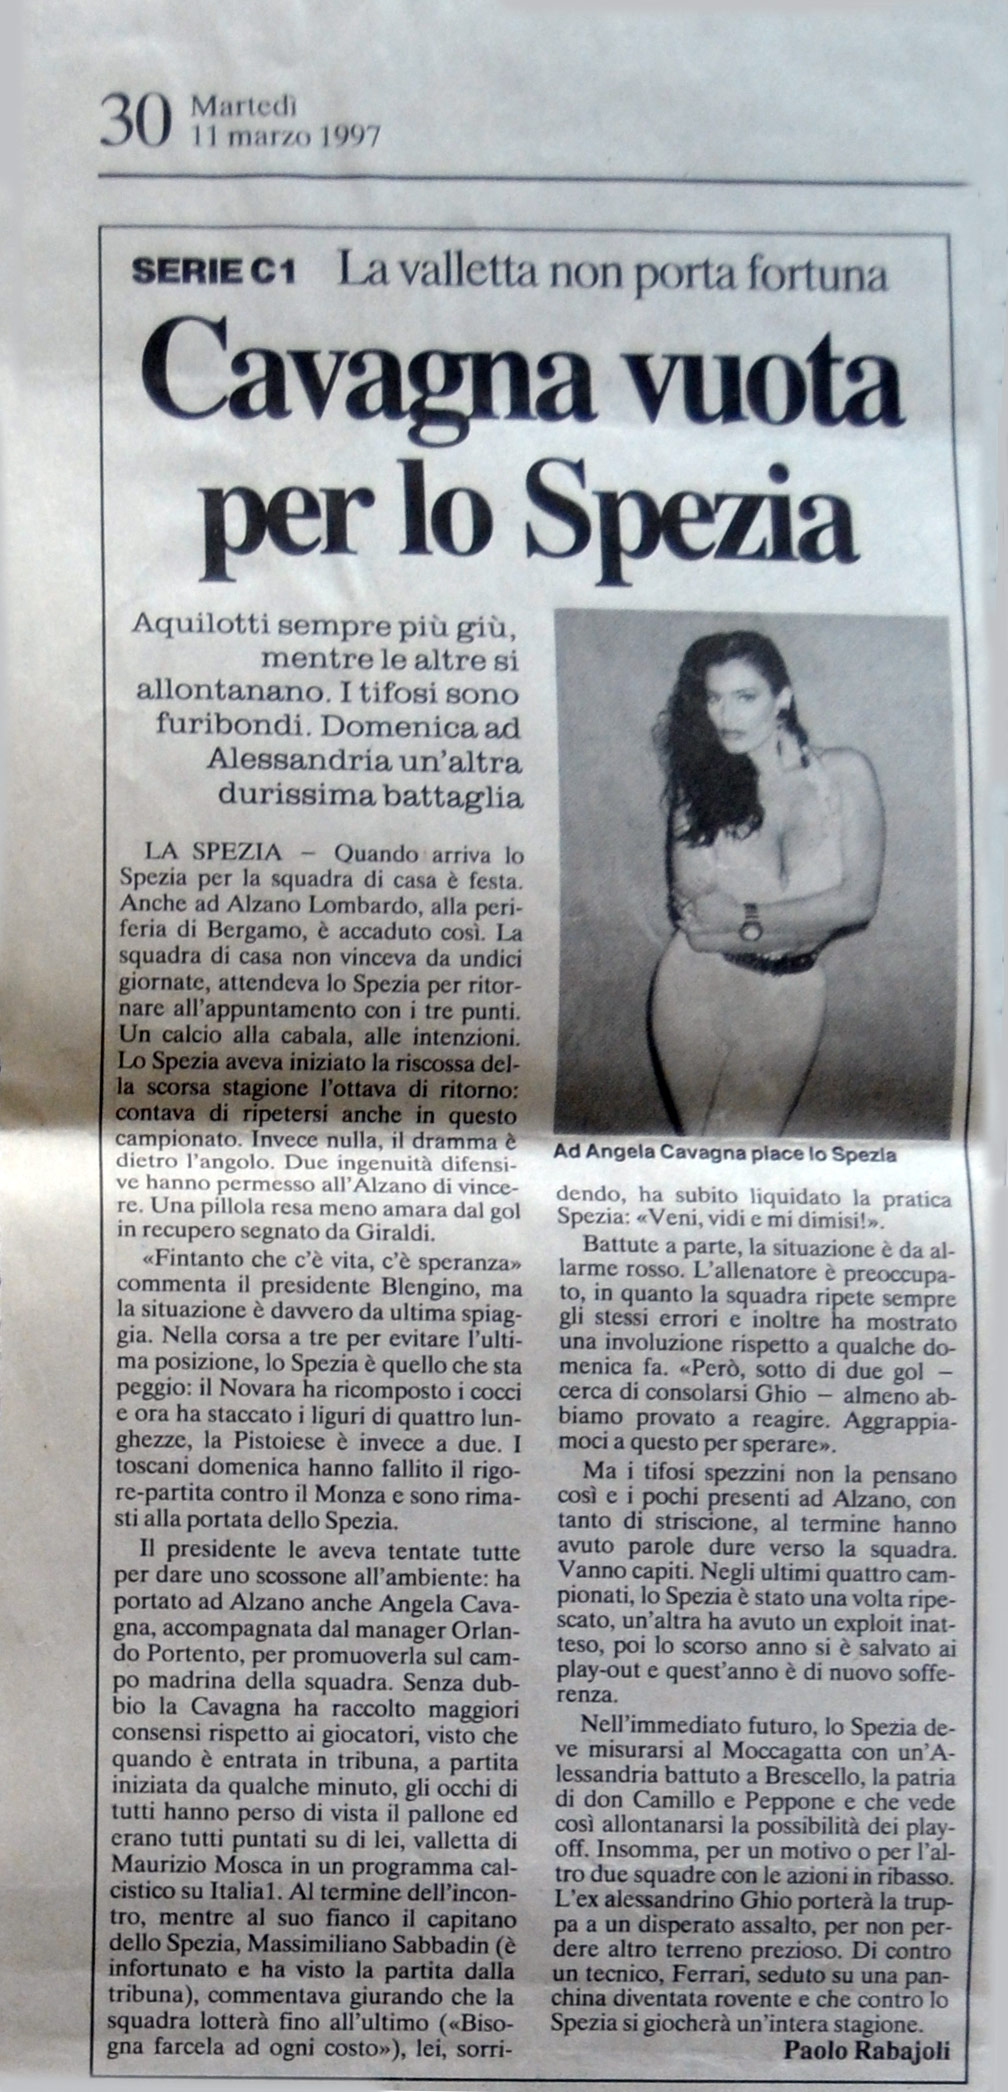 30
Martedì
11 marzo 1997
SERIE C1 La valletta non porta fortuna
Cavagna vuota
per lo Spezia
Aquilotti sempre più giù,
mentre le altre si
allontanano. I tifosi sono
furibondi. Domenica ad
Alessandria un'altra
durissima battaglia
LA SPEZIA – Quando arriva lo
Spezia per la squadra di casa è festa.
Anche ad Alzano Lombardo, alla peri-
feria di Bergamo, è accaduto così. La
squadra di casa non vinceva da undici
giornate, attendeva lo Spezia per ritor-
nare all'appuntamento con i tre punti.
Un calcio alla cabala, alle intenzioni.
Lo Spezia aveva iniziato la riscossa del-
la scorsa stagione l'ottava di ritorno:
contava di ripetersi anche in questo
campionato. Invece nulla, il dramma è
dietro l'angolo. Due ingenuità difensi-
ve hanno permesso all'Alzano di vince-
re. Una pillola resa meno amara dal gol
in recupero segnato da Giraldi.
«Fintanto che c'è vita, c'è speranza»
commenta il presidente Blengino, ma
la situazione è davvero da ultima spiag-
gia. Nella corsa a tre per evitare l'ulti-
ma posizione, lo Spezia è quello che sta
peggio: il Novara ha ricomposto i cocci
e ora ha staccato i liguri di quattro lun-
ghezze, la Pistoiese è invece a due. I
toscani domenica hanno fallito il rigo-
re-partita contro il Monza e sono rima-
sti alla portata dello Spezia.
Il presidente le aveva tentate tutte
per dare uno scossone all'ambiente: ha
portato ad Alzano anche Angela Cava-
gna, accompagnata dal manager Orlan-
do Portento, per promuoverla sul cam-
po madrina della squadra. Senza dub-
bio la Cavagna ha raccolto maggiori
consensi rispetto ai giocatori, visto che
quando è entrata in tribuna, a partita
iniziata da qualche minuto, gli occhi di
tutti hanno perso di vista il pallone ed
erano tutti puntati su di lei, valletta di
Maurizio Mosca in un programma cal-
cistico su Italia1. Al termine dell'incon-
tro, mentre al suo fianco il capitano
dello Spezia, Massimiliano Sabbadin (è
infortunato e ha visto la partita dalla
tribuna), commentava giurando che la
squadra lotterà fino all'ultimo («Biso-
gna farcela ad ogni costo»), lei, sorri-
Ad Angela Cavagna piace lo Spezia
dendo, ha subito liquidato la pratica
Spezia: «Veni, vidi e mi dimisi!».
Battute a parte, la situazione è da al-
larme rosso. L'allenatore è preoccupa-
to, in quanto la squadra ripete sempre
gli stessi errori e inoltre ha mostrato
una involuzione rispetto a qualche do-
menica fa. «Però, sotto di due gol –
cerca di consolarsi Ghio – almeno ab-
biamo provato a reagire. Aggrappia-
moci a questo per sperare».
Ma i tifosi spezzini non la pensano
così e i pochi presenti ad Alzano, con
tanto di striscione, al termine hanno
avuto parole dure verso la squadra.
Vanno capiti. Negli ultimi quattro cam-
pionati, lo Spezia è stato una volta ripe-
scato, un'altra ha avuto un exploit inat-
teso, poi lo scorso anno si è salvato ai
play-out e quest'anno è di nuovo soffe-
renza.
Nell'immediato futuro, lo Spezia de-
ve misurarsi al Moccagatta con un'A-
lessandria battuto a Brescello, la patria
di don Camillo e Peppone e che vede
così allontanarsi la possibilità dei play-
off. Insomma, per un motivo o per l'al-
tro due squadre con le azioni in ribasso.
L'ex alessandrino Ghio porterà la trup-
pa a un disperato assalto, per non per-
dere altro terreno prezioso. Di contro
un tecnico, Ferrari, seduto su una pan-
china diventata rovente e che contro lo
Spezia si giocherà un'intera stagione.
Paolo Rabajoli